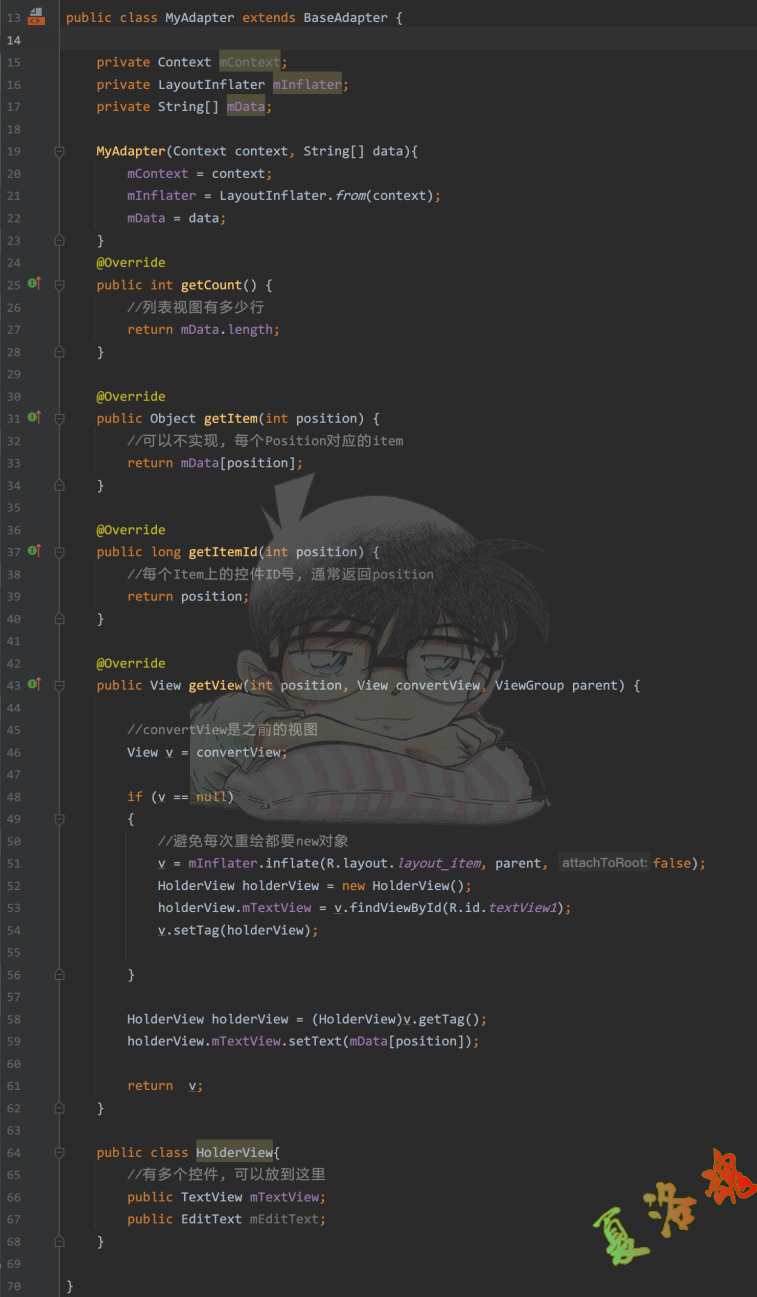 13 public class MyAdapter extends BaseAdapter {
14
15 private Context mContext;
16 private LayoutInflater mInflater;
17 private String[] mData;
18
19 MyAdapter(Context context, String[] data){
20 mContext = context;
21 mInflater = LayoutInflater.from(context);
22 mData = data;
23 }
24 @Override
25 public int getCount() {
26 //列表视图有多少行
27 return mData.length;
28 }
29
30 @Override
31 public Object getItem(int position) {
32 //可以不实现, 每个Position对应的item
33 return mData[position];
34 }
35
36 @Override
37 public long getItemId(int position) {
38 //每个Item上的控件ID号, 通常返回position
39 return position;
40 }
41
42 @Override
43 public View getView(int position, View convertView, ViewGroup parent) {
44
45 //convertView是之前的视图
46 View v = convertView;
47
48 if (v == null)
49 {
50 //避免每次重绘都要new对象
51 v = mInflater.inflate(R.layout.layout_item, parent, attachToRoot: false);
52 HolderView holderView = new HolderView();
53 holderView.mTextView = v.findViewById(R.id.textView1);
54 v.setTag(holderView);
55
56 }
57
58 HolderView holderView = (HolderView)v.getTag();
59 holderView.mTextView.setText(mData[position]);
60
61 return v;
62 }
63
64 public class HolderView{
65 //有多个控件, 可以放到这里
66 public TextView mTextView;
67 public EditText mEditText;
68 }
69
70 }
夏洛